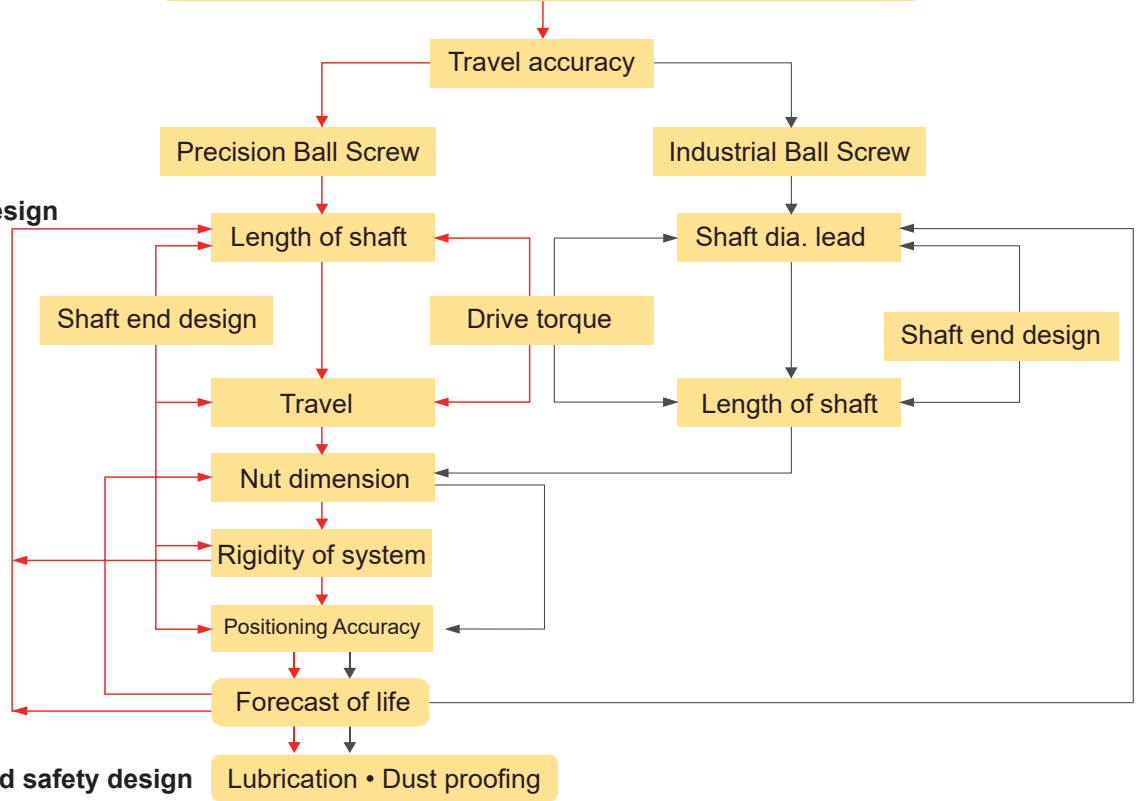 Travel accuracy
Precision Ball Screw
Industrial Ball Screw
Length of shaft
Shaft dia. lead
Shaft end design
Drive torque
Shaft end design
Travel
Length of shaft
Nut dimension
Rigidity of system
Positioning Accuracy
Forecast of life
safety design
Lubrication • Dust proofing